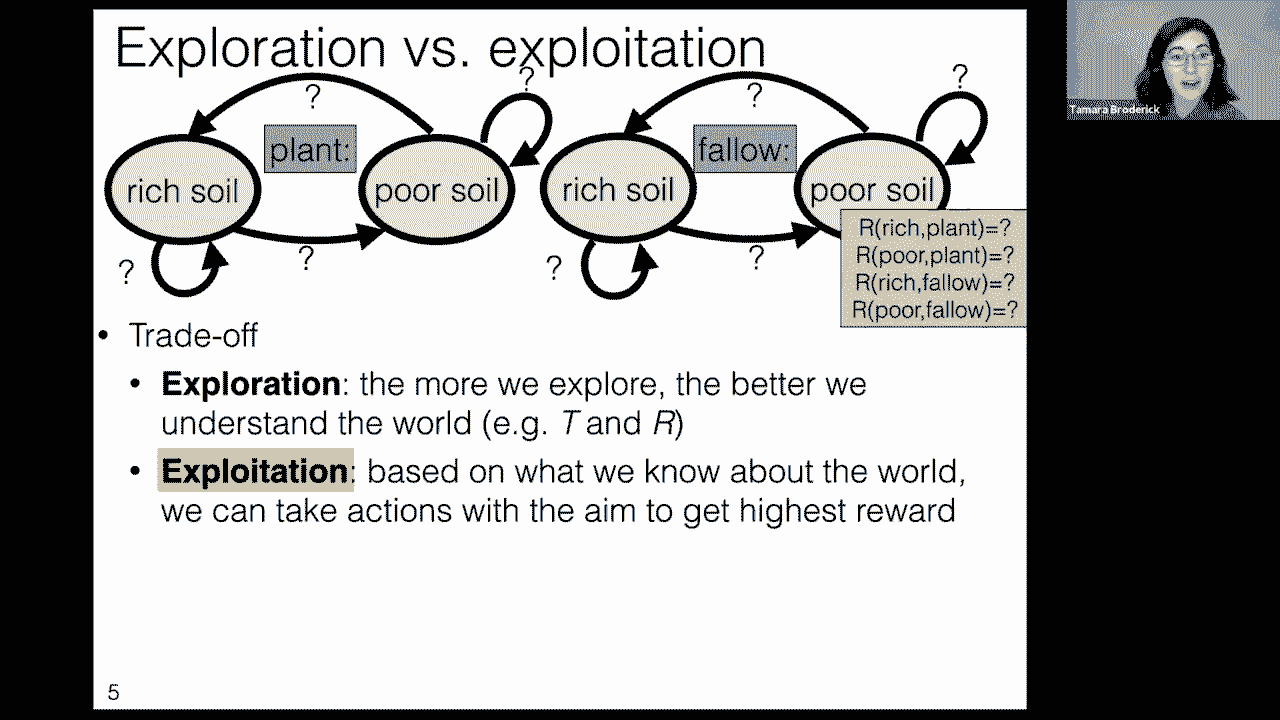 Exploration vs. exploitation
?
?
?
?
plant:
fallow:
rich soil
poor soil
rich soil
poor soil
R(rich,plant)=?
R(poor,plant)=?
R(rich,fallow)=?
R(poor,fallow)=?
?
?
?
?
• Trade-off
• Exploration: the more we explore, the better we
understand the world (e.g. T and R)
• Exploitation: based on what we know about the world,
we can take actions with the aim to get highest reward
5
Tamara Broderick